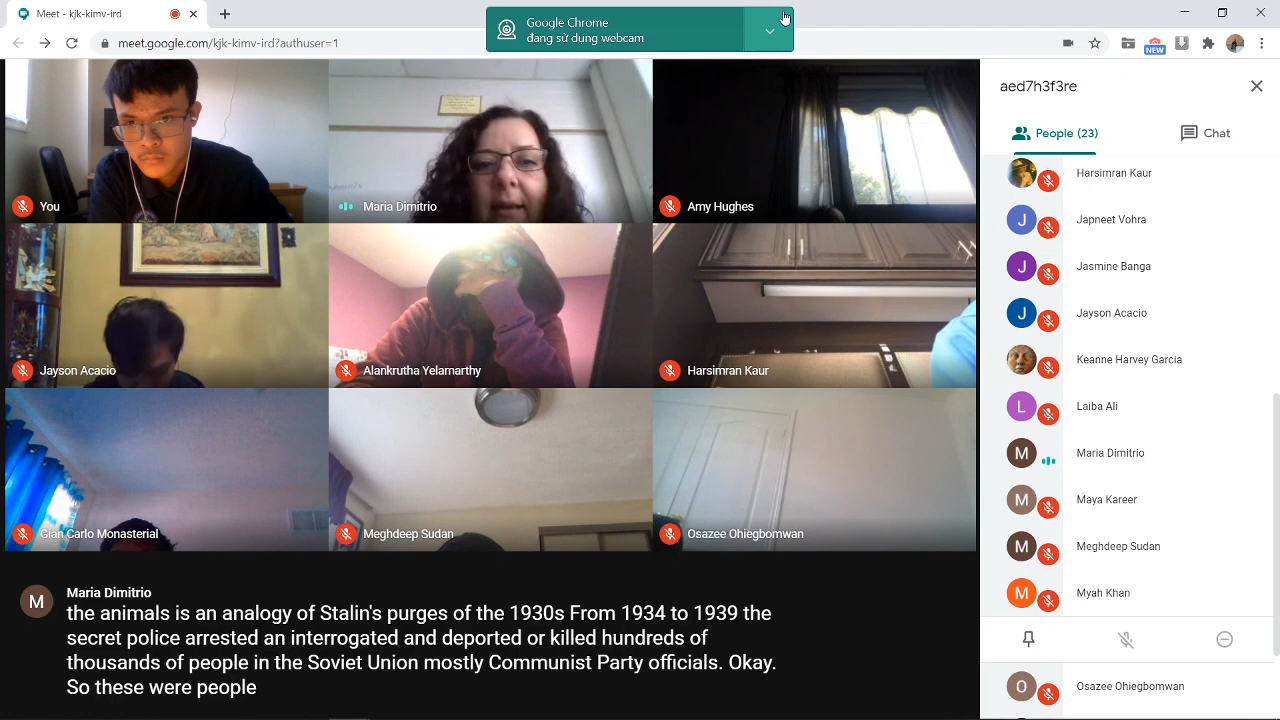 Meet - kjk-kimv-ird
Google Chrome
đang sử dụng webcam
meet.google.com/kjk-kimv-ird?authuser=1
NEW
aed7h3f3re
People (23)
Chat
You
Maria Dimitrio
Amy Hughes
Jayson Acacio
Alankrutha Yelamarthy
Harsimran Kaur
Gian Carlo Monasterial
Meghdeep Sudan
Osazee Ohiegbomwan
Harsimran Kaur
J
Japneet Vohra
J
Jasmine Banga
J
Jayson Acacio
Keanne Harvey Garcia
L
Laiba Ali
M
Maria Dimitrio
M
Maya Kareer
M
Meghdeep Sudan
M
Myah Khan
O
Osazee Ohiegbomwan
M
Maria Dimitrio
the animals is an analogy of Stalin's purges of the 1930s From 1934 to 1939 the
secret police arrested an interrogated and deported or killed hundreds of
thousands of people in the Soviet Union mostly Communist Party officials. Okay.
So these were people